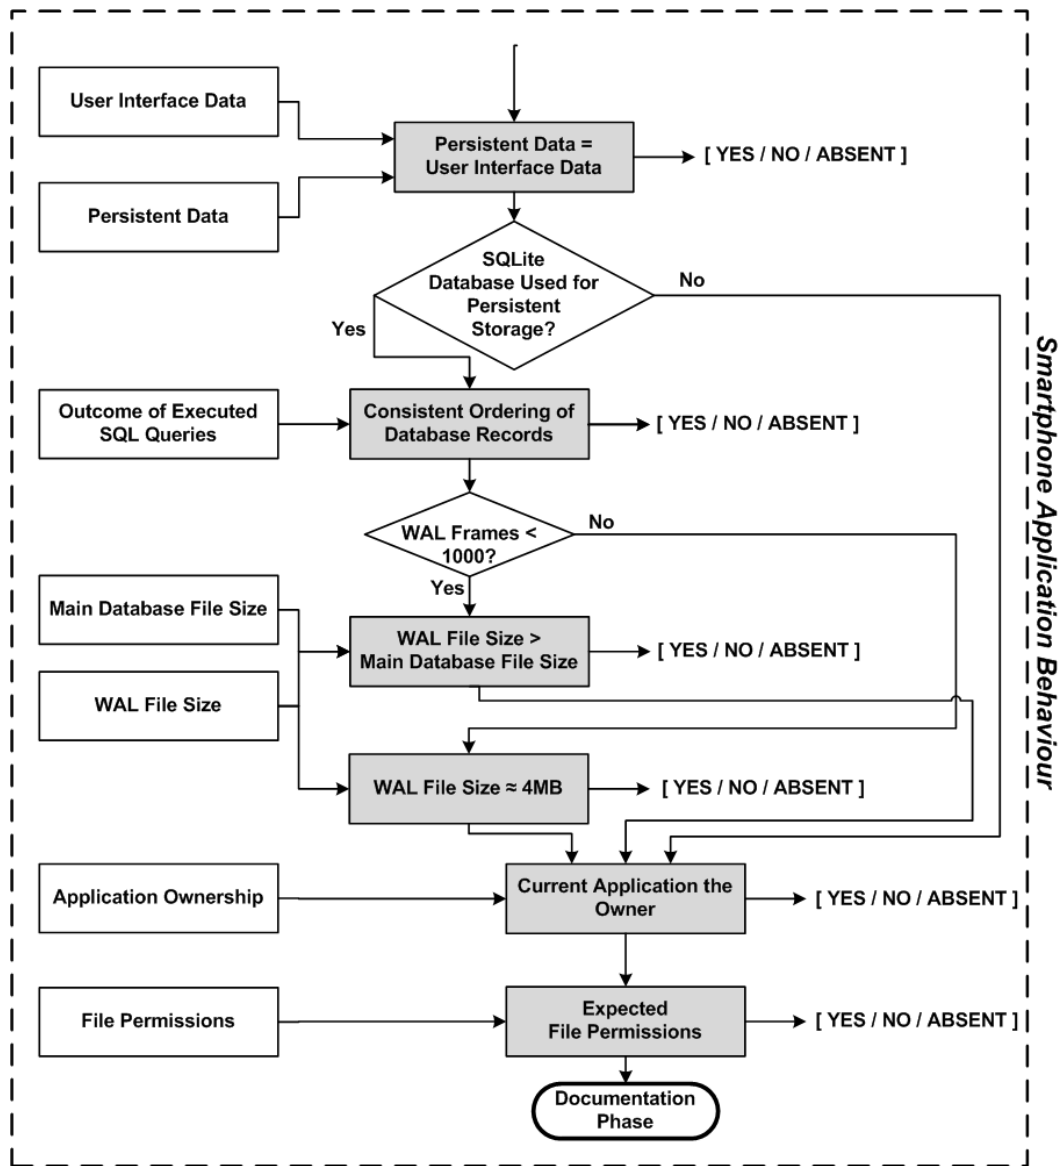 User Interface Data
Persistent Data =
User Interface Data
[ YES / NO / ABSENT ]
Persistent Data
SQLite
Database Used for
Persistent
Storage?
No
Yes
Outcome of Executed
SQL Queries
Consistent Ordering of
Database Records
[ YES / NO / ABSENT ]
WAL Frames <
1000?
No
Yes
Main Database File Size
WAL File Size >
Main Database File Size
[ YES / NO / ABSENT ]
WAL File Size
WAL File Size ≈ 4MB
[ YES / NO / ABSENT ]
Application Ownership
Current Application the
Owner
[ YES / NO / ABSENT ]
File Permissions
Expected
File Permissions
[ YES / NO / ABSENT ]
Documentation
Phase
Smartphone Application Behaviour